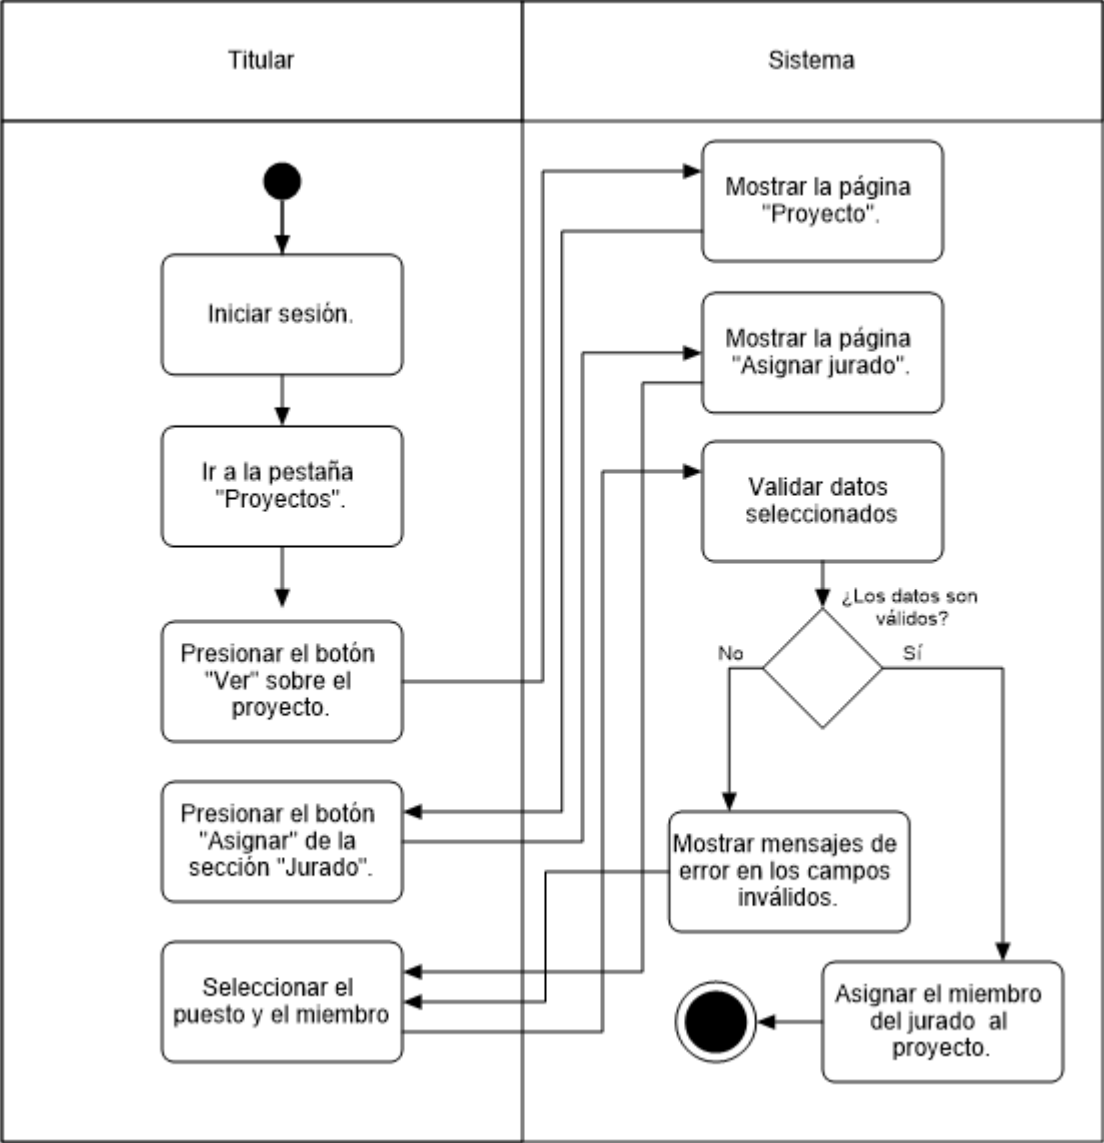 Titular
Sistema
Iniciar sesión.
Ir a la pestaña
"Proyectos".
Presionar el botón
"Ver" sobre el
proyecto.
Presionar el botón
"Asignar" de la
sección "Jurado".
Seleccionar el
puesto y el miembro
Mostrar la página
"Proyecto".
Mostrar la página
"Asignar jurado".
Validar datos
seleccionados
¿Los datos son
válidos?
No
Sí
Mostrar mensajes de
error en los campos
inválidos.
Asignar el miembro
del jurado  al
proyecto.